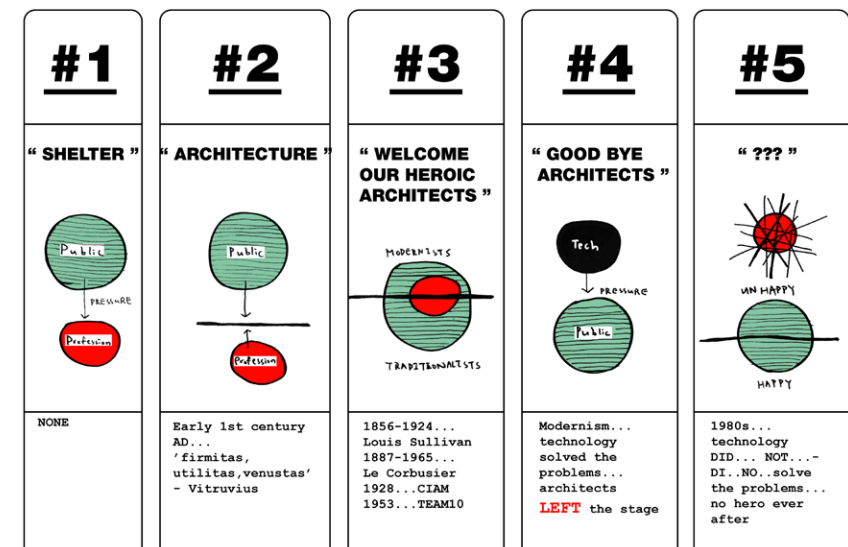 #1
" SHELTER "
Public
PRESSURE
Profession
NONE
#2
" ARCHITECTURE "
Public
Profession
Early 1st century
AD...
'firmitas,
utilitas,venustas'
- Vitruvius
#3
" WELCOME
OUR HEROIC
ARCHITECTS "
MODERNISTS
TRADITIONALISTS
1856-1924...
Louis Sullivan
1887-1965...
Le Corbusier
1928...CIAM
1953...TEAM10
#4
" GOOD BYE
ARCHITECTS "
Tech
PRESSURE
Public
Modernism...
technology
solved the
problems...
architects
LEFT the stage
#5
" ??? "
UNHAPPY
HAPPY
1980s...
technology
DID... NOT...-
DI..NO..solve
the problems...
no hero ever
after